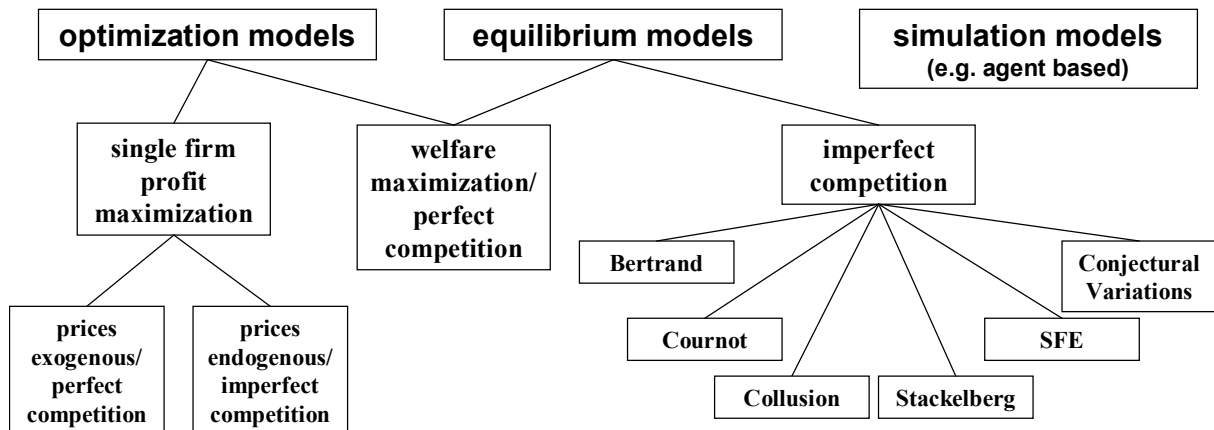 optimization models
equilibrium models
simulation models
(e.g. agent based)
single firm
profit
maximization
welfare
maximization/
perfect
competition
imperfect
competition
Bertrand
Conjectural
Variations
Cournot
SFE
Collusion
Stackelberg
prices
exogenous/
perfect
competition
prices
endogenous/
imperfect
competition